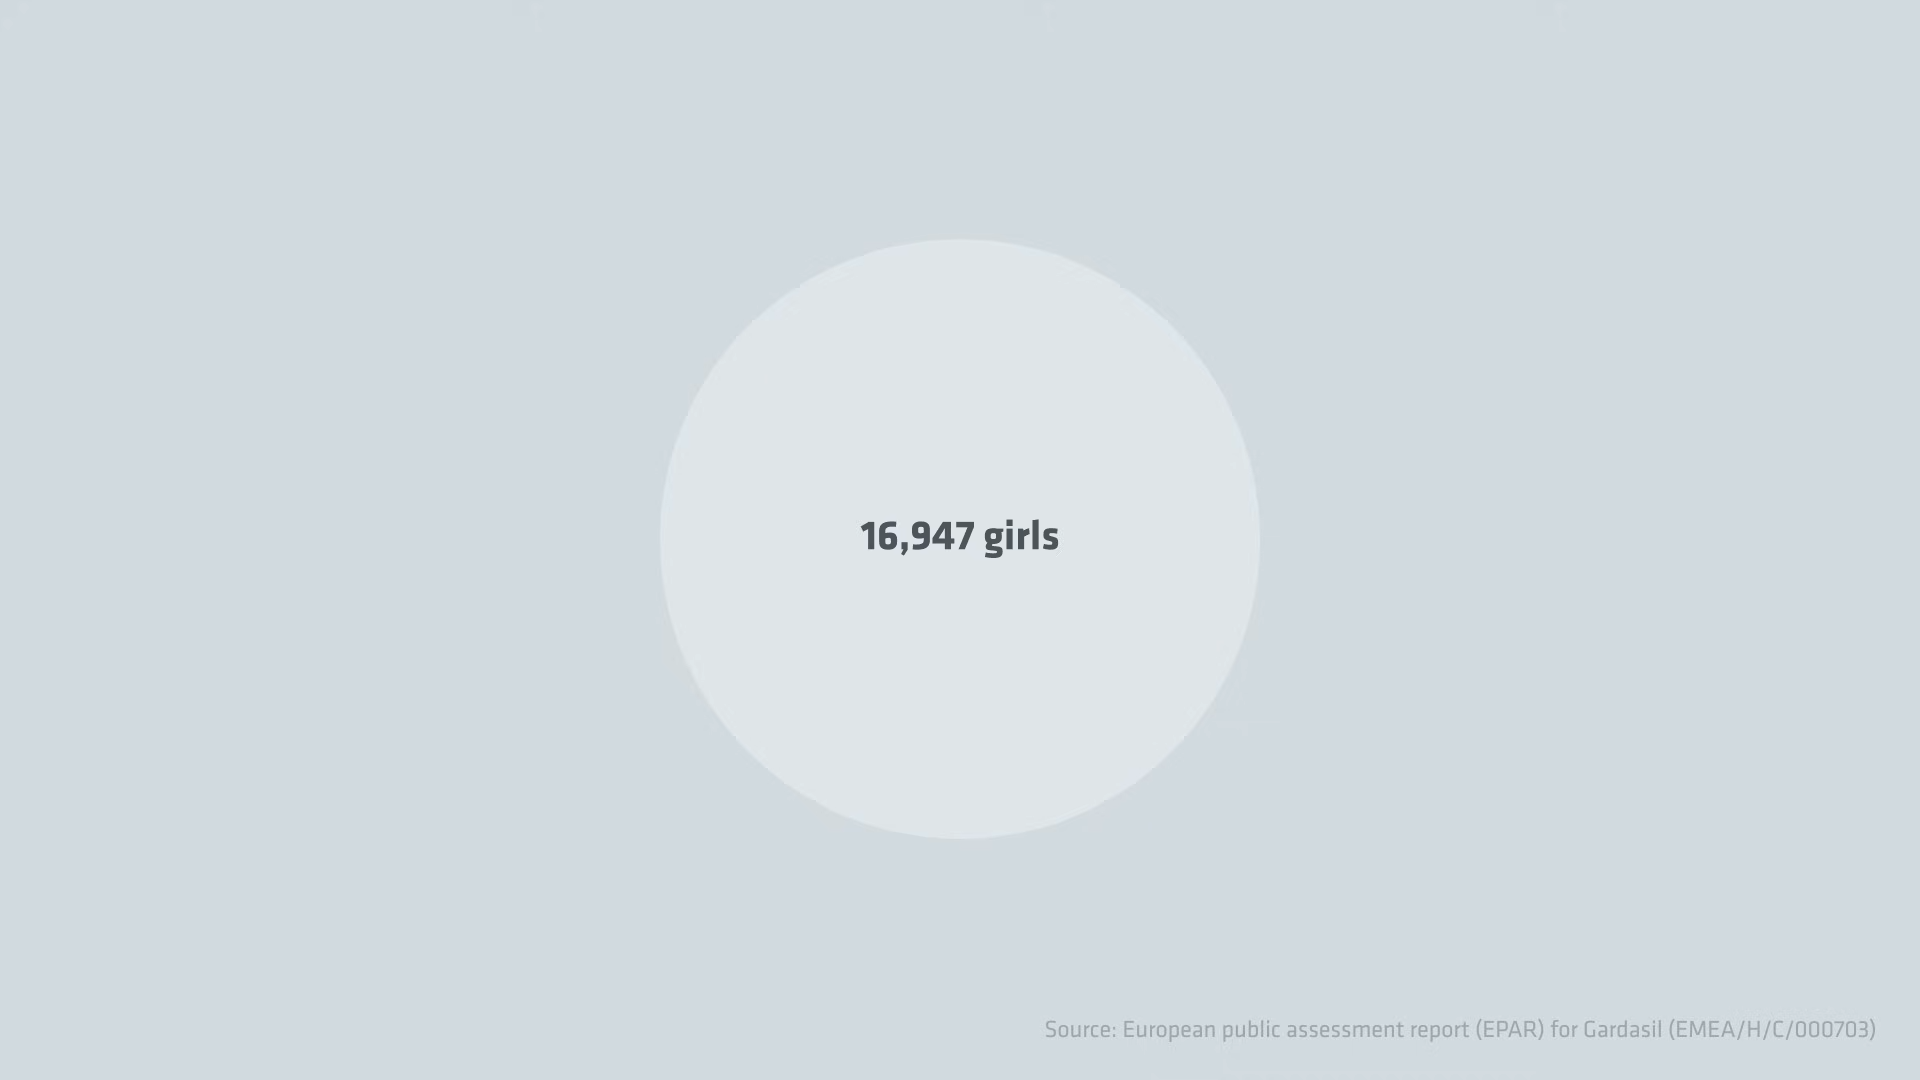 16,947 girls
Source: European public assessment report (EPAR) for Gardasil (EMEA/H/C/000703)